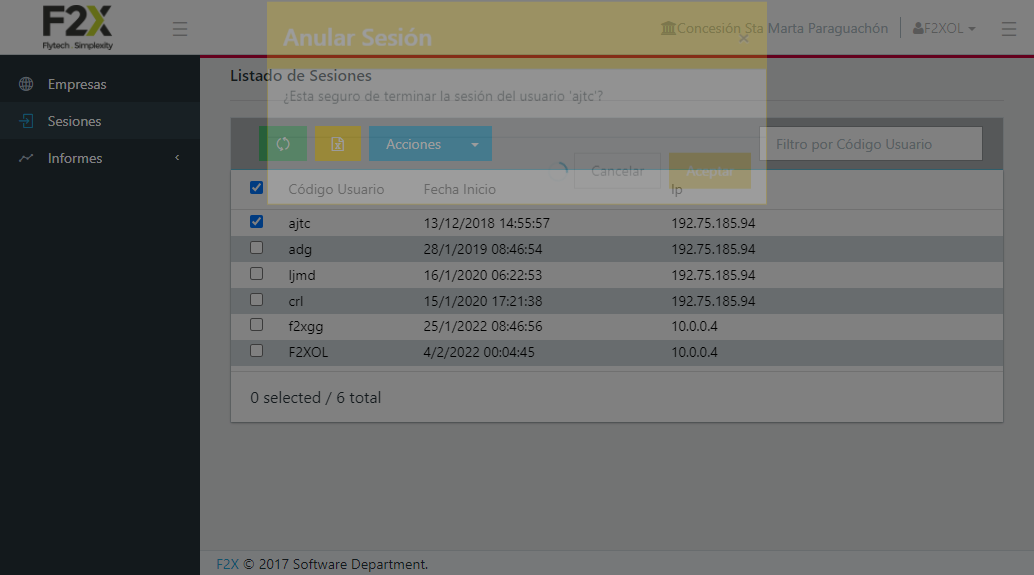 F2X
Flytech Simplexity
Anular Sesión
×
Concesión Sta Marta Paraguachón
F2XOL
Empresas
Sesiones
Informes
Listado de Sesiones
¿Esta seguro de terminar la sesión del usuario 'ajtc'?
Acciones
Filtro por Código Usuario
Cancelar Aceptar
Código Usuario Fecha Inicio Ip
ajtc 13/12/2018 14:55:57 192.75.185.94
adg 28/1/2019 08:46:54 192.75.185.94
ljmd 16/1/2020 06:22:53 192.75.185.94
crl 15/1/2020 17:21:38 192.75.185.94
f2xgg 25/1/2022 08:46:56 10.0.0.4
F2XOL 4/2/2022 00:04:45 10.0.0.4
0 selected / 6 total
F2X © 2017 Software Department.